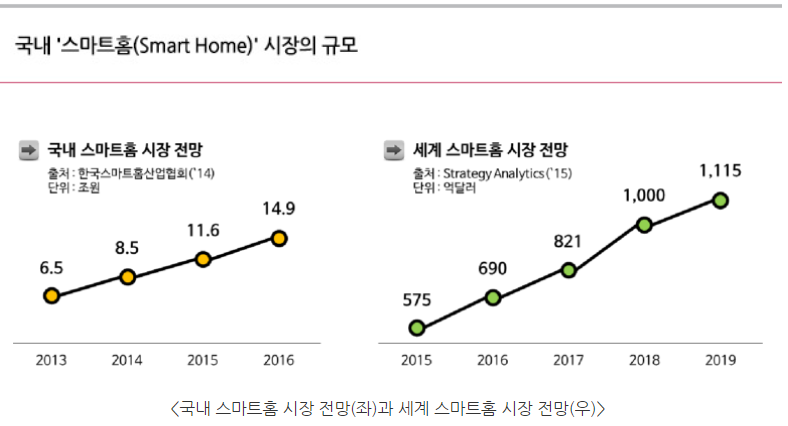 국내 '스마트홈(Smart Home)' 시장의 규모
국내 스마트홈 시장 전망
출처 : 한국스마트홈산업협회('14)
단위 : 조원
6.5
8.5
11.6
14.9
2013
2014
2015
2016
세계 스마트홈 시장 전망
출처 : Strategy Analytics ('15)
단위 : 억달러
575
690
821
1,000
1,115
2015
2016
2017
2018
2019
<국내 스마트홈 시장 전망(좌)과 세계 스마트홈 시장 전망(우)>